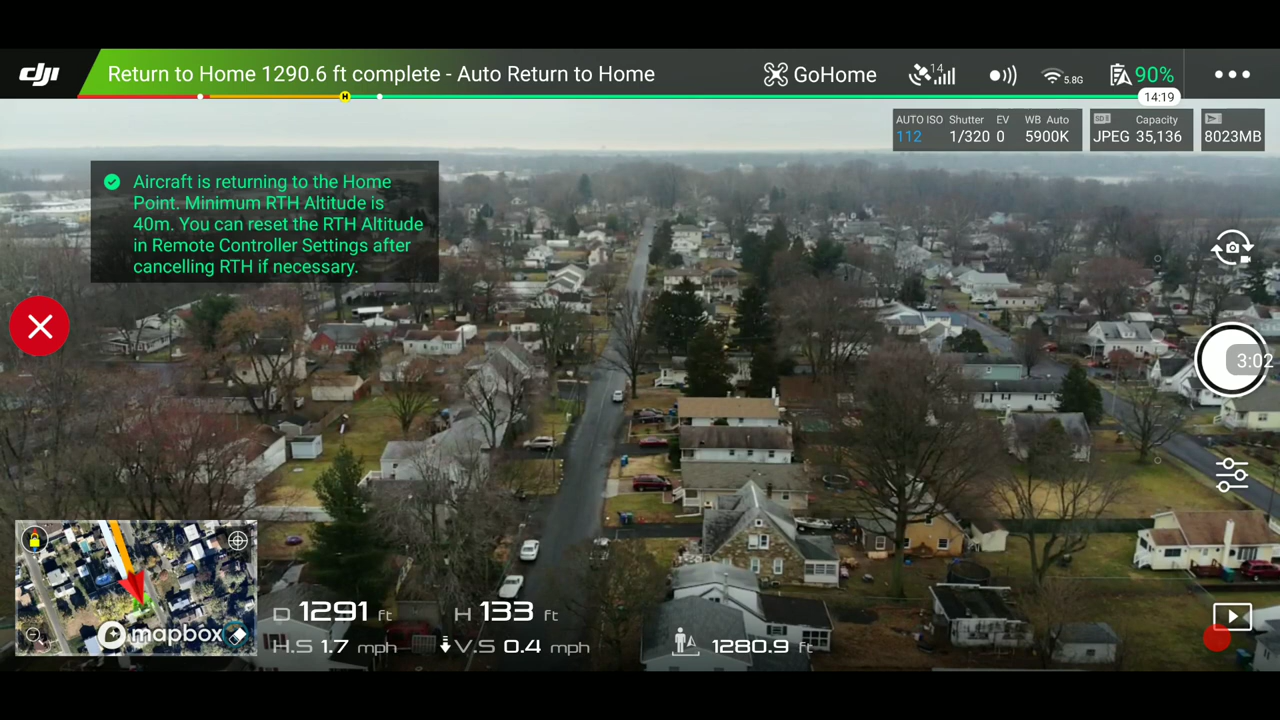 dji
Return to Home 1290.6 ft complete - Auto Return to Home
14
GoHome
5.8G
90%
14:19
H
AUTO ISO Shutter EV WB Auto
112 1/320 0 5900K
SD
Capacity
JPEG 35,136
8023MB
Aircraft is returning to the Home
Point. Minimum RTH Altitude is
40m. You can reset the RTH Altitude
in Remote Controller Settings after
cancelling RTH if necessary.
3:02
mapbox
D 1291 ft H 133 ft
H.S 1.7 mph V.S 0.4 mph
1280.9 ft